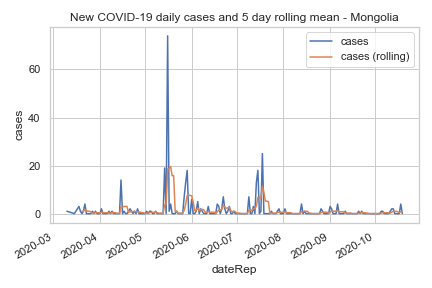 New COVID-19 daily cases and 5 day rolling mean - Mongolia
cases
cases (rolling)
cases
60
40
20
0
2020-03
2020-04
2020-05
2020-06
2020-07
2020-08
2020-09
2020-10
dateRep